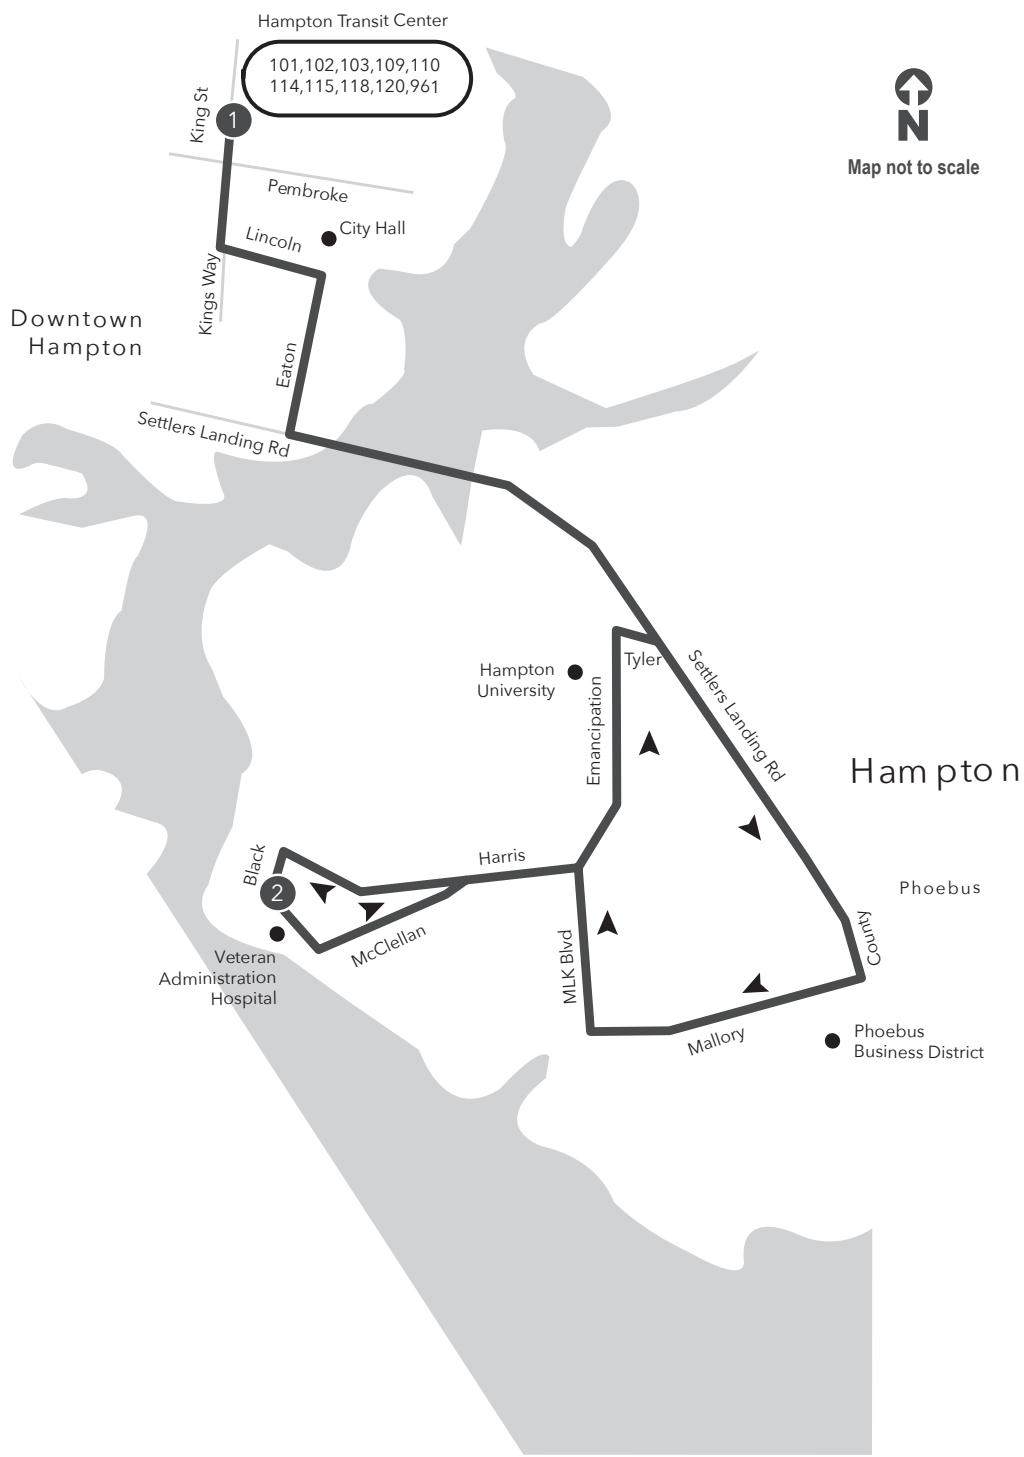 Hampton Transit Center
101,102,103,109,110
114,115,118,120,961
King St
1
N
Map not to scale
Pembroke
City Hall
Lincoln
Kings Way
Downtown
Hampton
Eaton
Settlers Landing Rd
Hampton
University
Tyler
Emancipation
Settlers Landing Rd
Hampton
Harris
Black
2
Phoebus
County
McClellan
MLK Blvd
Veteran
Administration
Hospital
Mallory
Phoebus
Business District